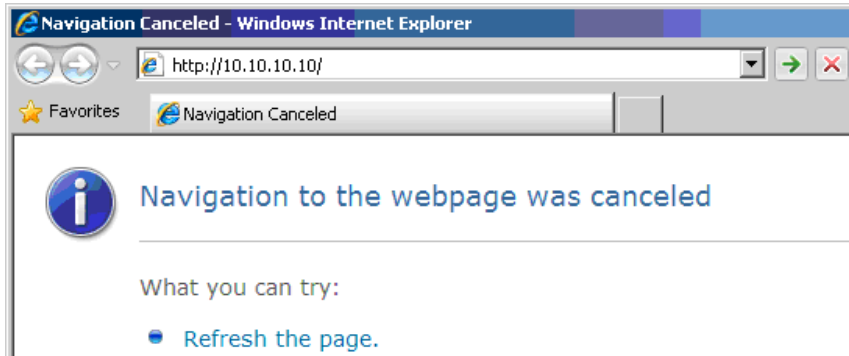 Navigation Canceled - Windows Internet Explorer
http://10.10.10.10/
Favorites
Navigation Canceled
Navigation to the webpage was canceled
What you can try:
Refresh the page.